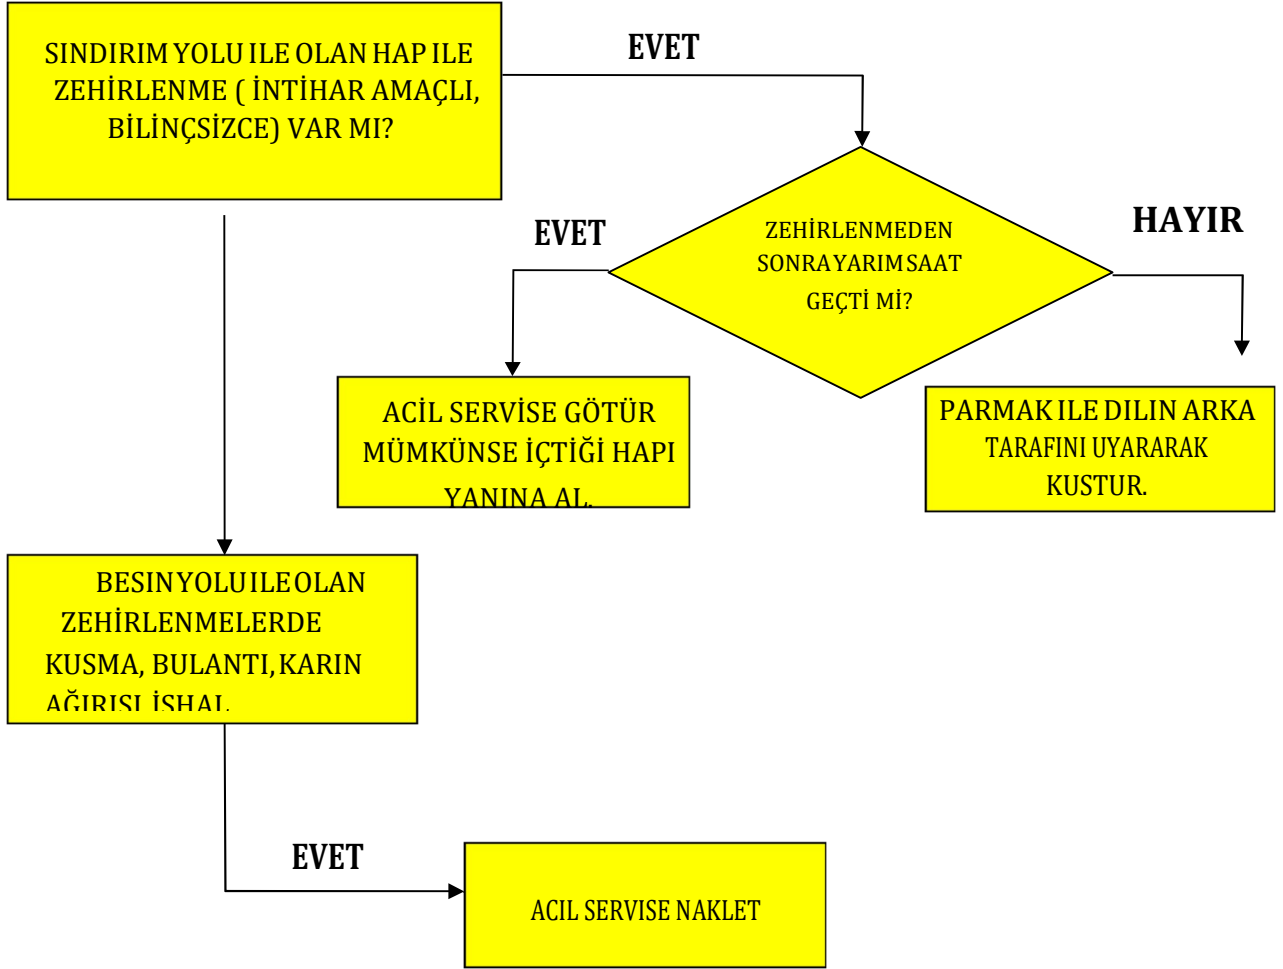 SINDIRIM YOLU ILE OLAN HAP ILE
ZEHİRLENME ( İNTİHAR AMAÇLI,
BİLİNÇSİZCE) VAR MI?
EVET
ZEHİRLENMEDEN
SONRA YARIM SAAT
GEÇTİ Mİ?
EVET
HAYIR
ACİL SERVİSE GÖTÜR
MÜMKÜNSE İÇTİĞİ HAPI
YANINA AL.
PARMAK ILE DILIN ARKA
TARAFINI UYARARAK
KUSTUR.
BESIN YOLU ILE OLAN
ZEHİRLENMELERDE
KUSMA, BULANTI, KARIN
AĞIRISI İSHAL
EVET
ACIL SERVISE NAKLET